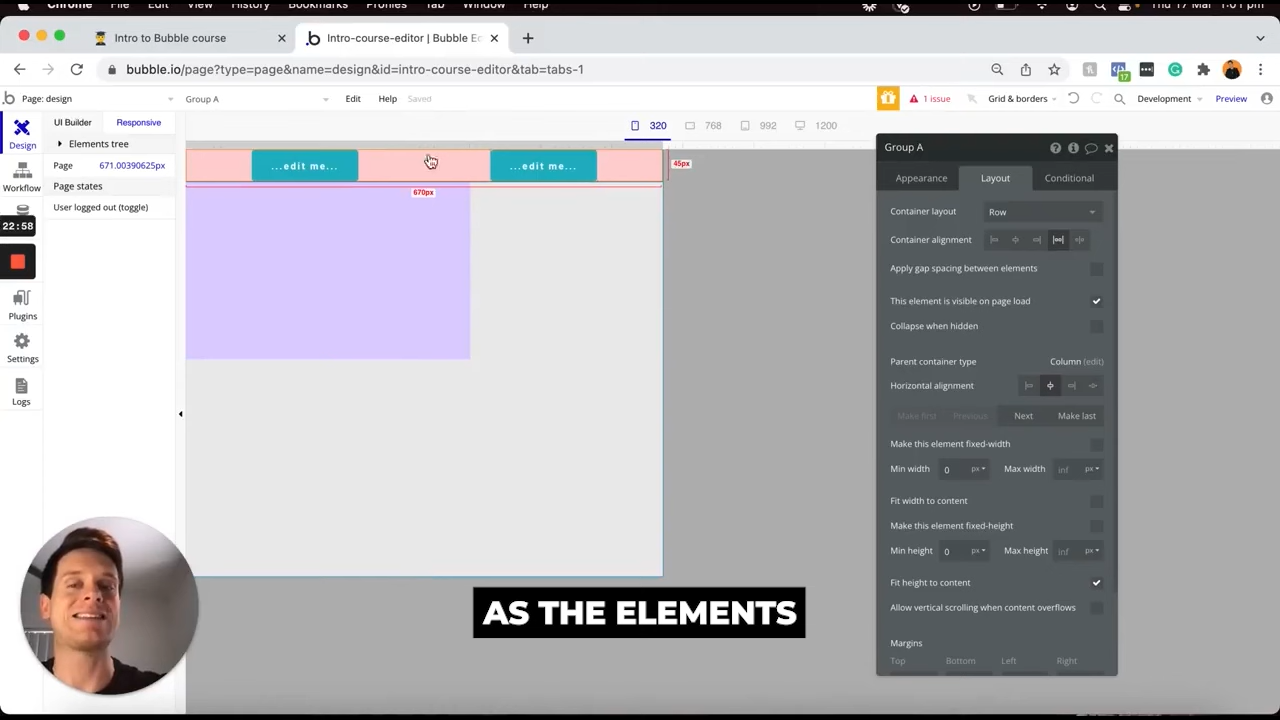 Chrome File Edit View History Bookmarks Profiles Tab Window Help
Intro to Bubble course
Intro-course-editor | Bubble Ec
bubble.io/page?type=page&name=design&id=intro-course-editor&tab=tabs-1
17
Page: design
Group A
Edit
Help
Saved
1 issue
Grid & borders
Development
Preview
Design
UI Builder
Responsive
320
768
992
1200
Elements tree
Page
671.00390625px
Page states
User logged out (toggle)
Workflow
22:58
Plugins
Settings
Logs
...edit me...
...edit me...
45px
670px
Group A
Appearance
Layout
Conditional
Container layout
Row
Container alignment
Apply gap spacing between elements
This element is visible on page load
Collapse when hidden
Parent container type
Column (edit)
Horizontal alignment
Make first
Previous
Next
Make last
Make this element fixed-width
Min width 0 px
Max width inf px
Fit width to content
Make this element fixed-height
Min height 0 px
Max height inf px
Fit height to content
Allow vertical scrolling when content overflows
Margins
Top
Bottom
Left
Right
AS THE ELEMENTS